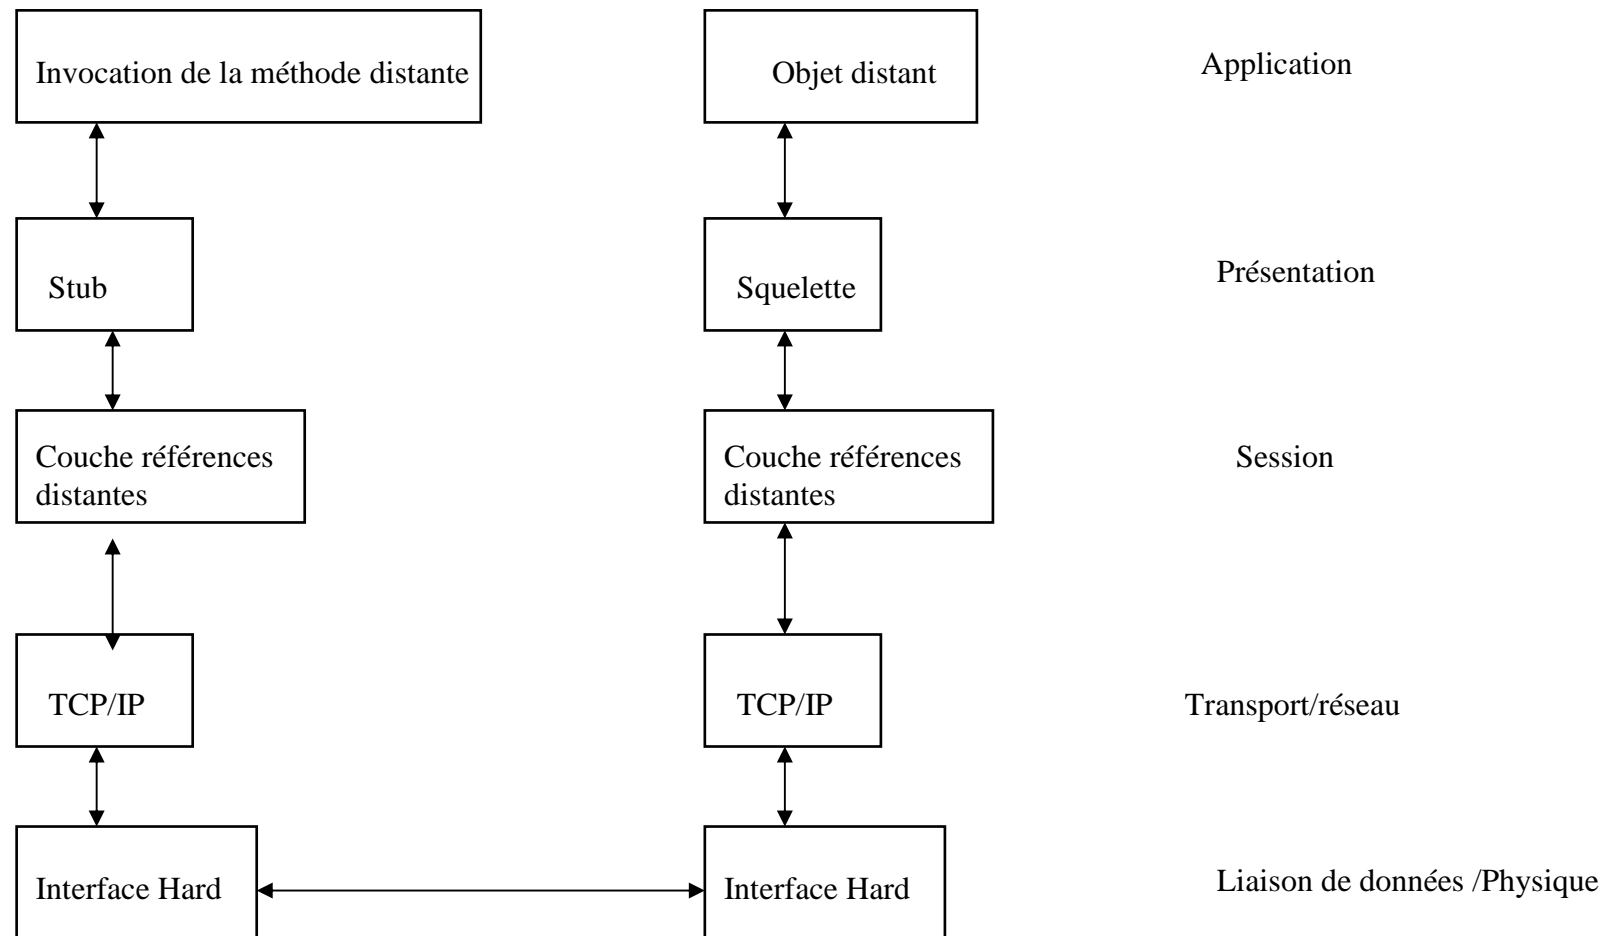 Invocation de la méthode distante
Objet distant
Application
Stub
Squelette
Présentation
Couche références
distantes
Couche références
distantes
Session
TCP/IP
TCP/IP
Transport/réseau
Interface Hard
Interface Hard
Liaison de données /Physique